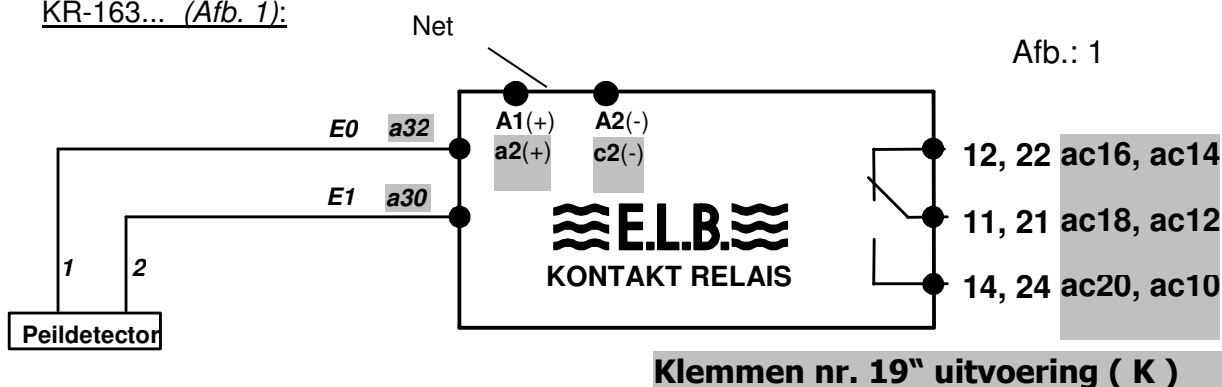 KR-163... (Afb. 1):
Net
Afb.: 1
A1(+) A2(-)
E0 a32 a2(+) c2(-)
12, 22 ac16, ac14
E1 a30
E.L.B.
11, 21 ac18, ac12
KONTAKT RELAIS
1 2
14, 24 ac20, ac10
Peildetector
Klemmen nr. 19“ uitvoering ( K )